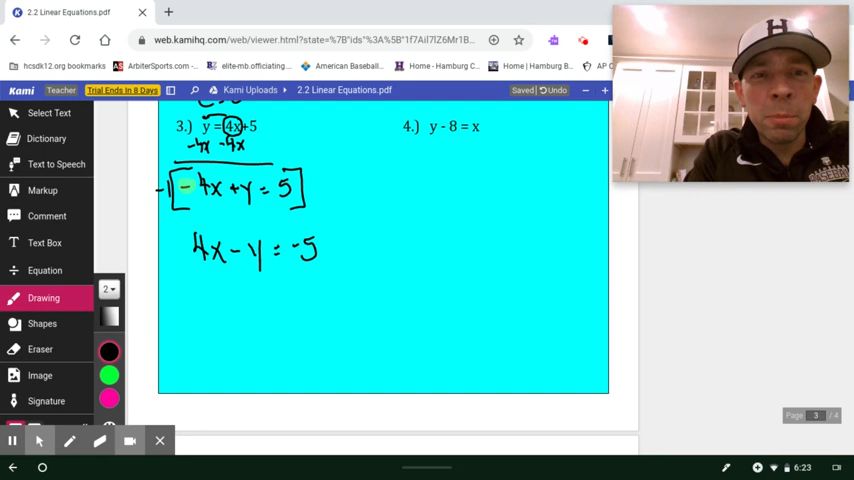 2.2 Linear Equations.pdf
web.kamihq.com/web/viewer.html?state=%7B"ids"%3A%5B"1f7AiI7lZ6Mr1B...
hcsdk12.org bookmarks
ArbiterSports.com -...
elite-mb.officiating...
American Baseball...
Home - Hamburg C...
Home | Hamburg B...
AP C
Kami
Teacher
Trial Ends In 8 Days
Kami Uploads
2.2 Linear Equations.pdf
Saved
Undo
Select Text
Dictionary
Text to Speech
Markup
Comment
Text Box
Equation
Drawing
Shapes
Eraser
Image
Signature
2
3.) y = 4x+5
-4x -4x
-1[-4x + y = 5]
4x - y = -5
4.) y - 8 = x
H
BASEBALL
Page 3 / 4
6:23